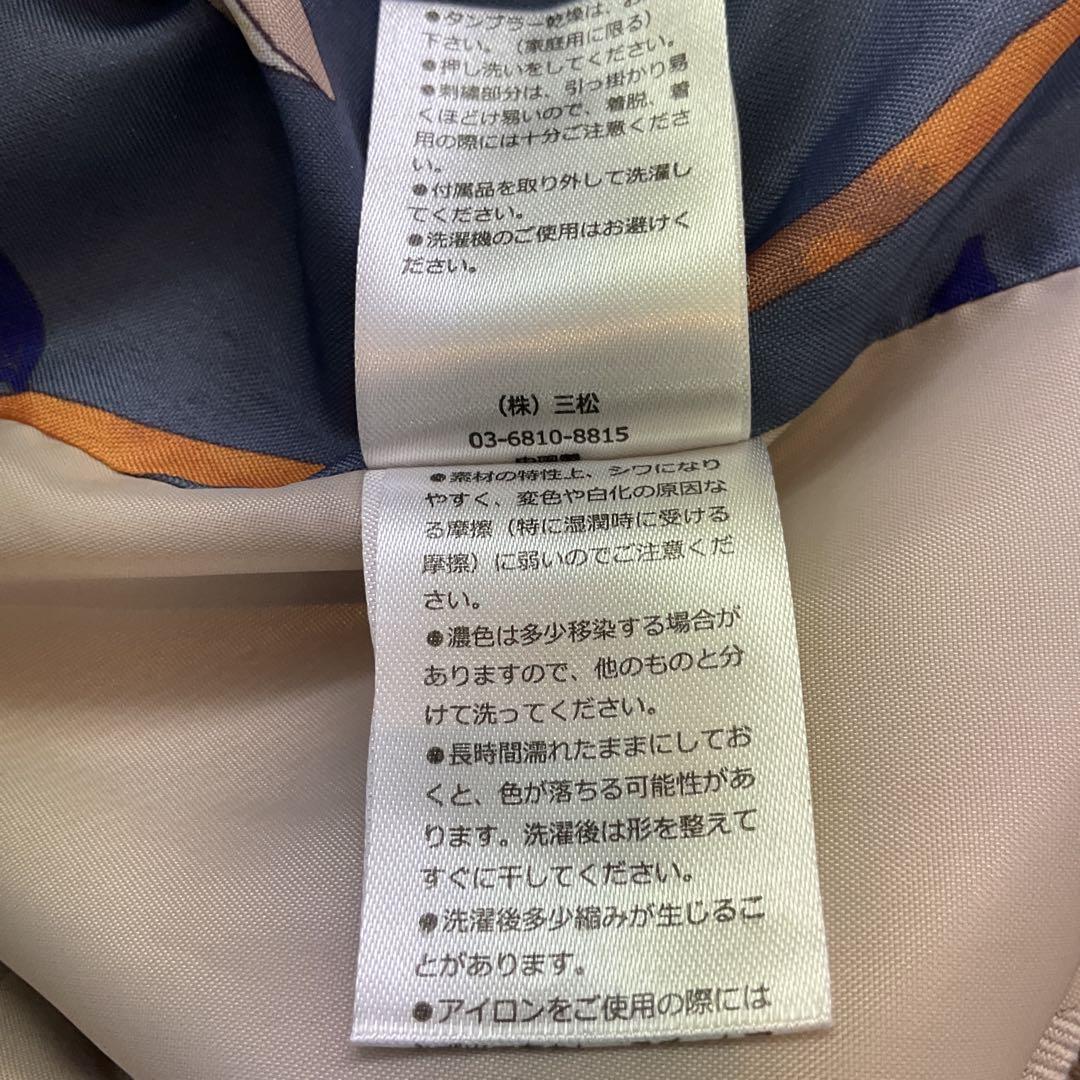 ●タンブラー乾燥は、お
下さい。（家庭用に限る）
●押し洗いをしてください。
●刺繍部分は、引っ掛かり易
くほどけ易いので、着脱、着
用の際には十分ご注意くださ
い。
●付属品を取り外して洗濯し
てください。
●洗濯機のご使用はお避けく
ださい。
（株）三松
03-6810-8815
●素材の特性上、シワになり
やすく、変色や白化の原因な
る摩擦（特に湿潤時に受ける
摩擦）に弱いのでご注意くだ
さい。
●濃色は多少移染する場合が
ありますので、他のものと分
けて洗ってください。
●長時間濡れたままにしてお
くと、色が落ちる可能性があ
ります。洗濯後は形を整えて
すぐに干してください。
●洗濯後多少縮みが生じるこ
とがあります。
●アイロンをご使用の際には